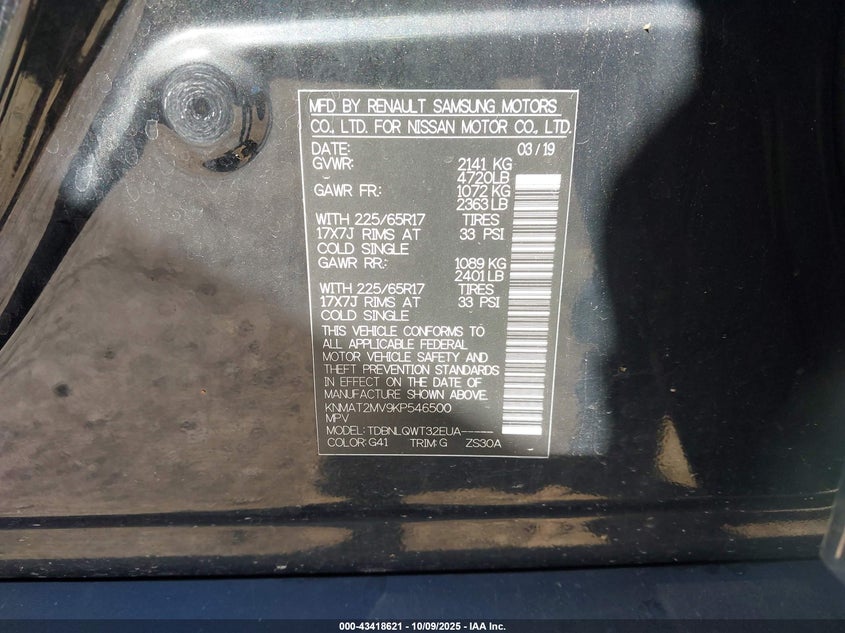 MFD BY RENAULT SAMSUNG MOTORS
CO., LTD. FOR NISSAN MOTOR CO., LTD.
DATE: 03/19
GVWR: 2141 KG
4720LB
GAWR FR.: 1072 KG
2363LB
WITH 225/65R17 TIRES
17X7J RIMS AT 33 PSI
COLD SINGLE
GAWR RR.: 1089 KG
2401LB
WITH 225/65R17 TIRES
17X7J RIMS AT 33 PSI
COLD SINGLE
THIS VEHICLE CONFORMS TO
ALL APPLICABLE FEDERAL
MOTOR VEHICLE SAFETY AND
THEFT PREVENTION STANDARDS
IN EFFECT ON THE DATE OF
MANUFACTURE SHOWN ABOVE.
KNMAT2MV9KP546500
MPV
MODEL: TDBNLQWT32EUA-----
COLOR: G41 TRIM: G ZS30A
000-43418621 - 10/09/2025 - IAA Inc.